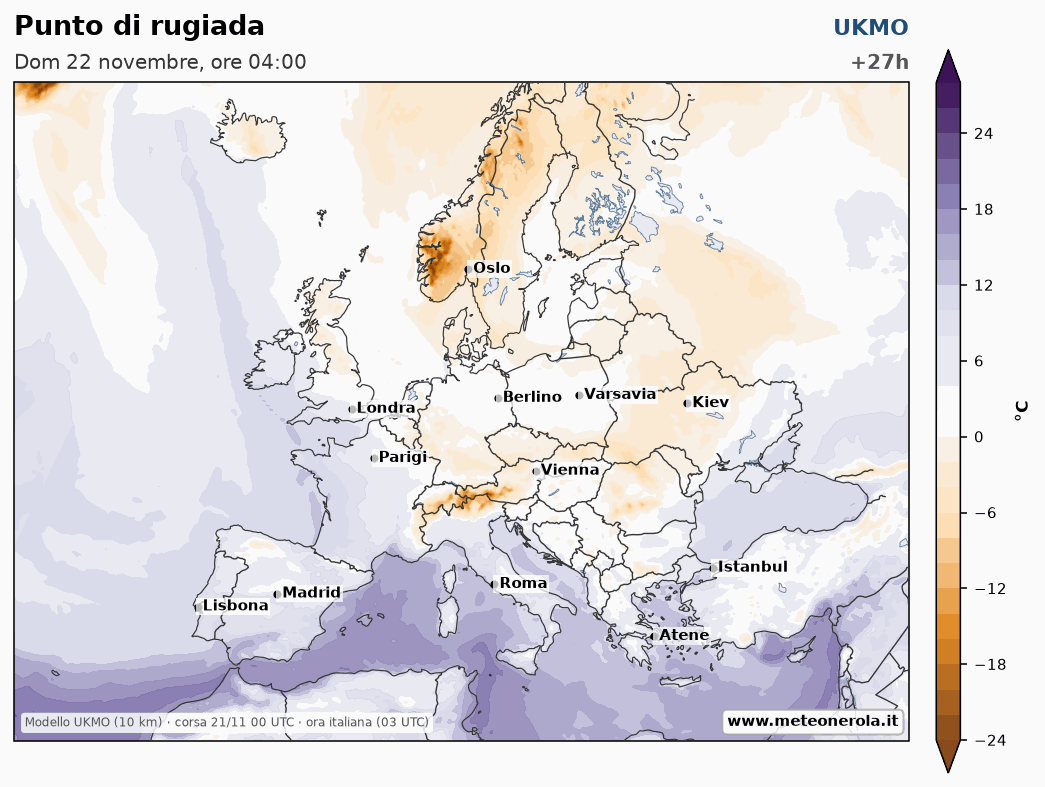 Punto di rugiada
UKMO
Dom 22 novembre, ore 04:00
+27h
Oslo
Londra
Berlino
Varsavia
Kiev
Parigi
Vienna
Istanbul
Roma
Madrid
Lisbona
Atene
Modello UKMO (10 km) · corsa 21/11 00 UTC · ora italiana (03 UTC)
www.meteonerola.it
24
18
12
6
0
−6
−12
−18
−24
°C